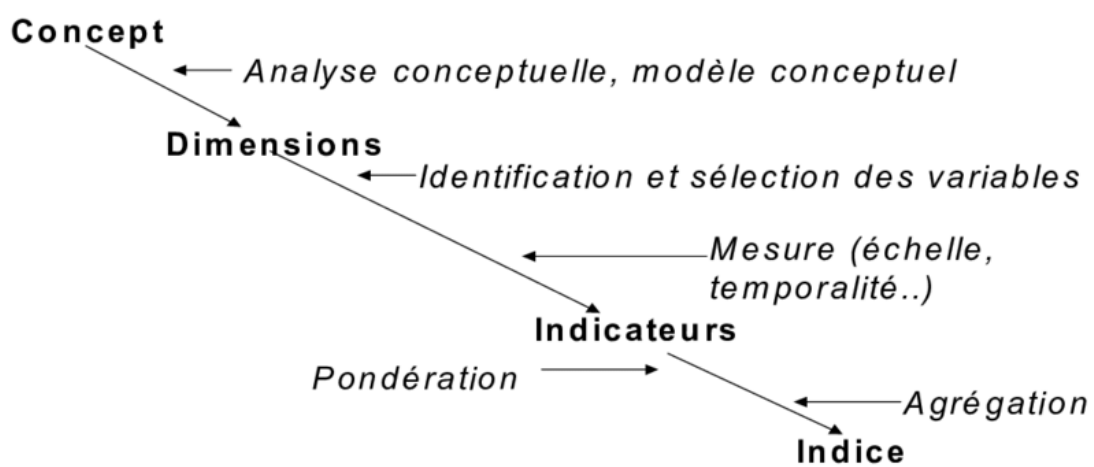 Concept
Analyse conceptuelle, modèle conceptuel
Dimensions
Identification et sélection des variables
Mesure (échelle,
temporalité..)
Indicateurs
Pondération
Agrégation
Indice